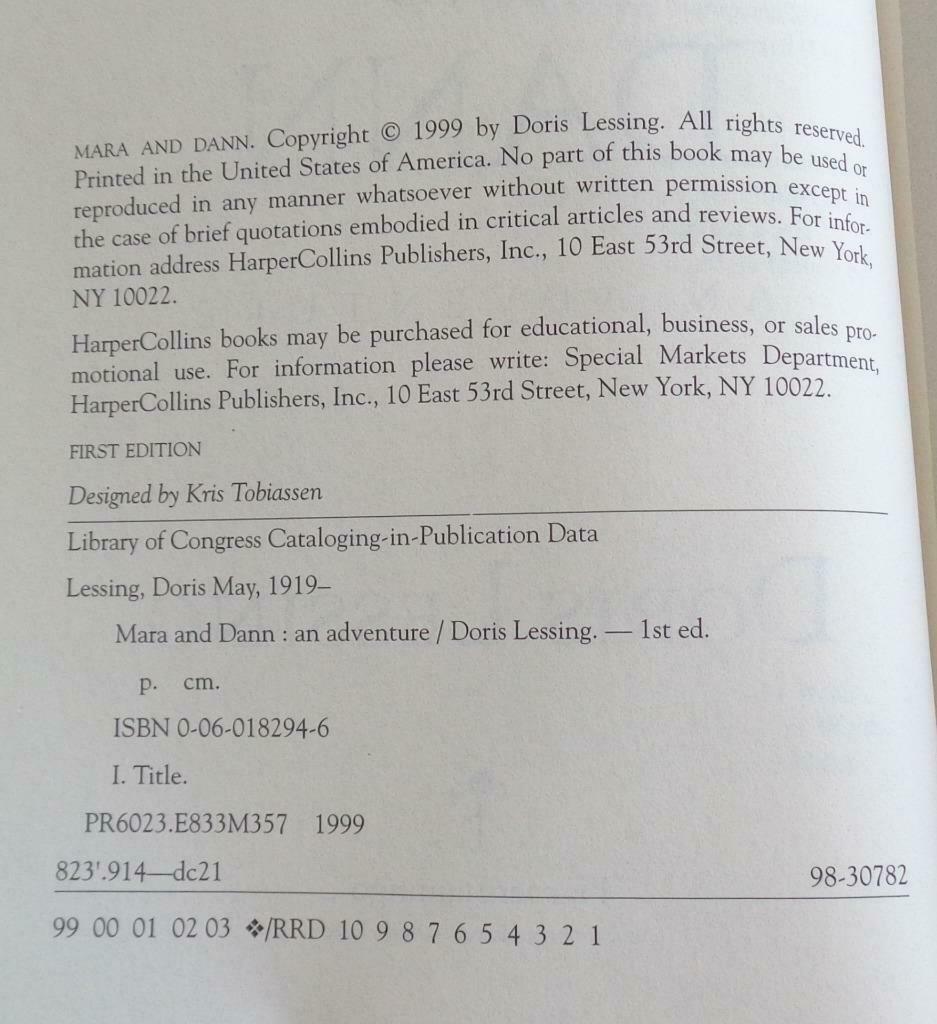 MARA AND DANN. Copyright © 1999 by Doris Lessing. All rights reserved.
Printed in the United States of America. No part of this book may be used or
reproduced in any manner whatsoever without written permission except in
the case of brief quotations embodied in critical articles and reviews. For infor-
mation address HarperCollins Publishers, Inc., 10 East 53rd Street, New York,
NY 10022.
HarperCollins books may be purchased for educational, business, or sales pro-
motional use. For information please write: Special Markets Department,
HarperCollins Publishers, Inc., 10 East 53rd Street, New York, NY 10022.
FIRST EDITION
Designed by Kris Tobiassen
Library of Congress Cataloging-in-Publication Data
Lessing, Doris May, 1919–
Mara and Dann : an adventure / Doris Lessing. — 1st ed.
p. cm.
ISBN 0-06-018294-6
I. Title.
PR6023.E833M357 1999
823'.914—dc21 98-30782
99 00 01 02 03 ❖/RRD 10 9 8 7 6 5 4 3 2 1